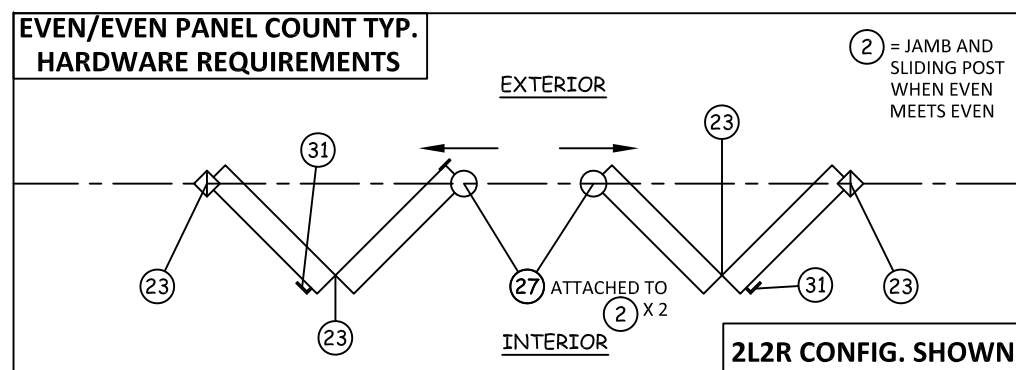 EVEN/EVEN PANEL COUNT TYP.
HARDWARE REQUIREMENTS
2 = JAMB AND
SLIDING POST
WHEN EVEN
MEETS EVEN
EXTERIOR
23
31
23
27 ATTACHED TO
2 X 2
31
23
23
INTERIOR
2L2R CONFIG. SHOWN